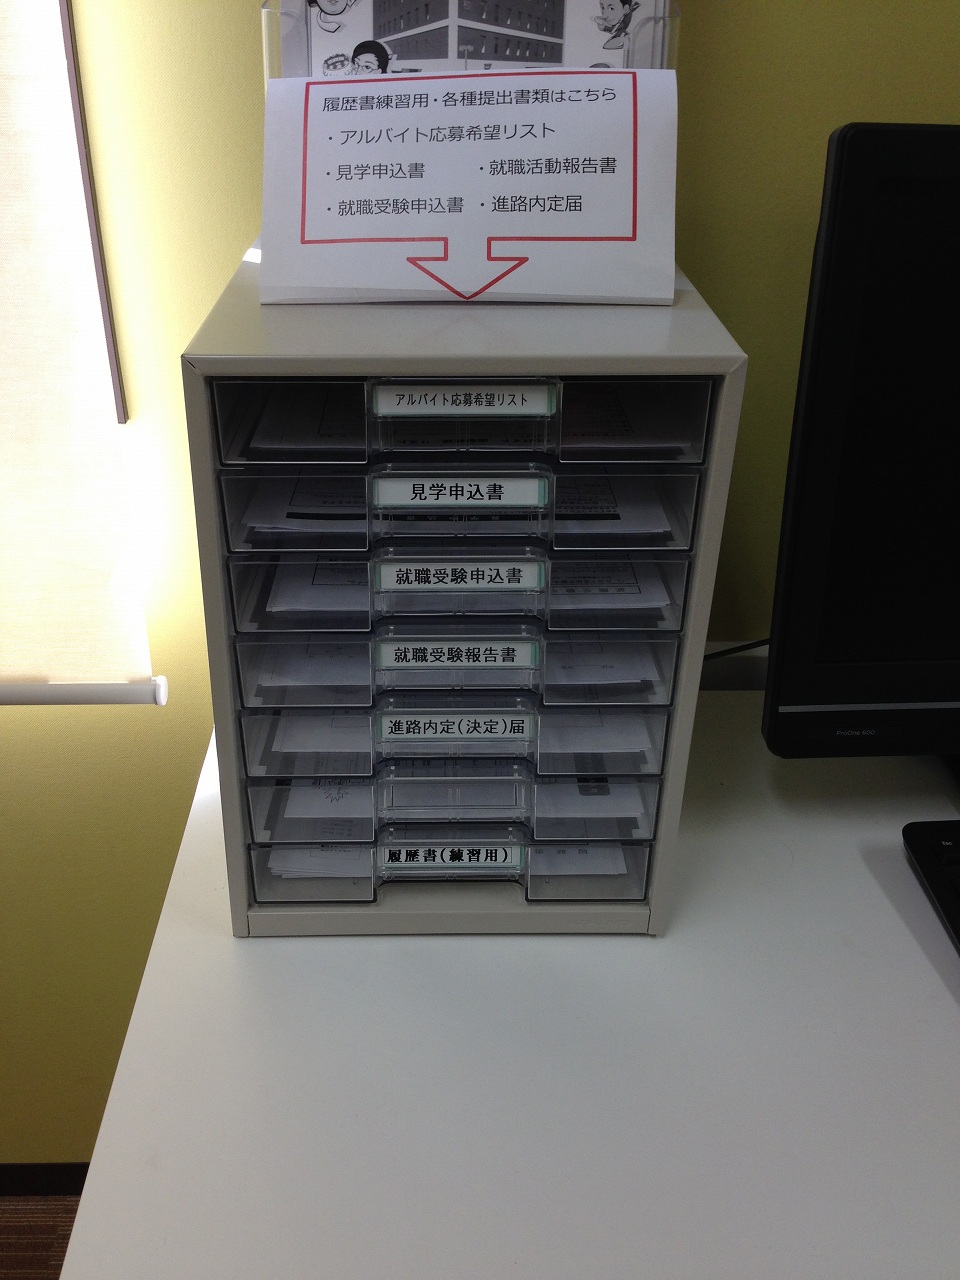 履歴書練習用・各種提出書類はこちら
・アルバイト応募希望リスト
・見学申込書 ・就職活動報告書
・就職受験申込書 ・進路内定届
アルバイト応募希望リスト
見学申込書
就職受験申込書
就職受験報告書
進路内定(決定)届
履歴書(練習用)
ProOne 600
Esc